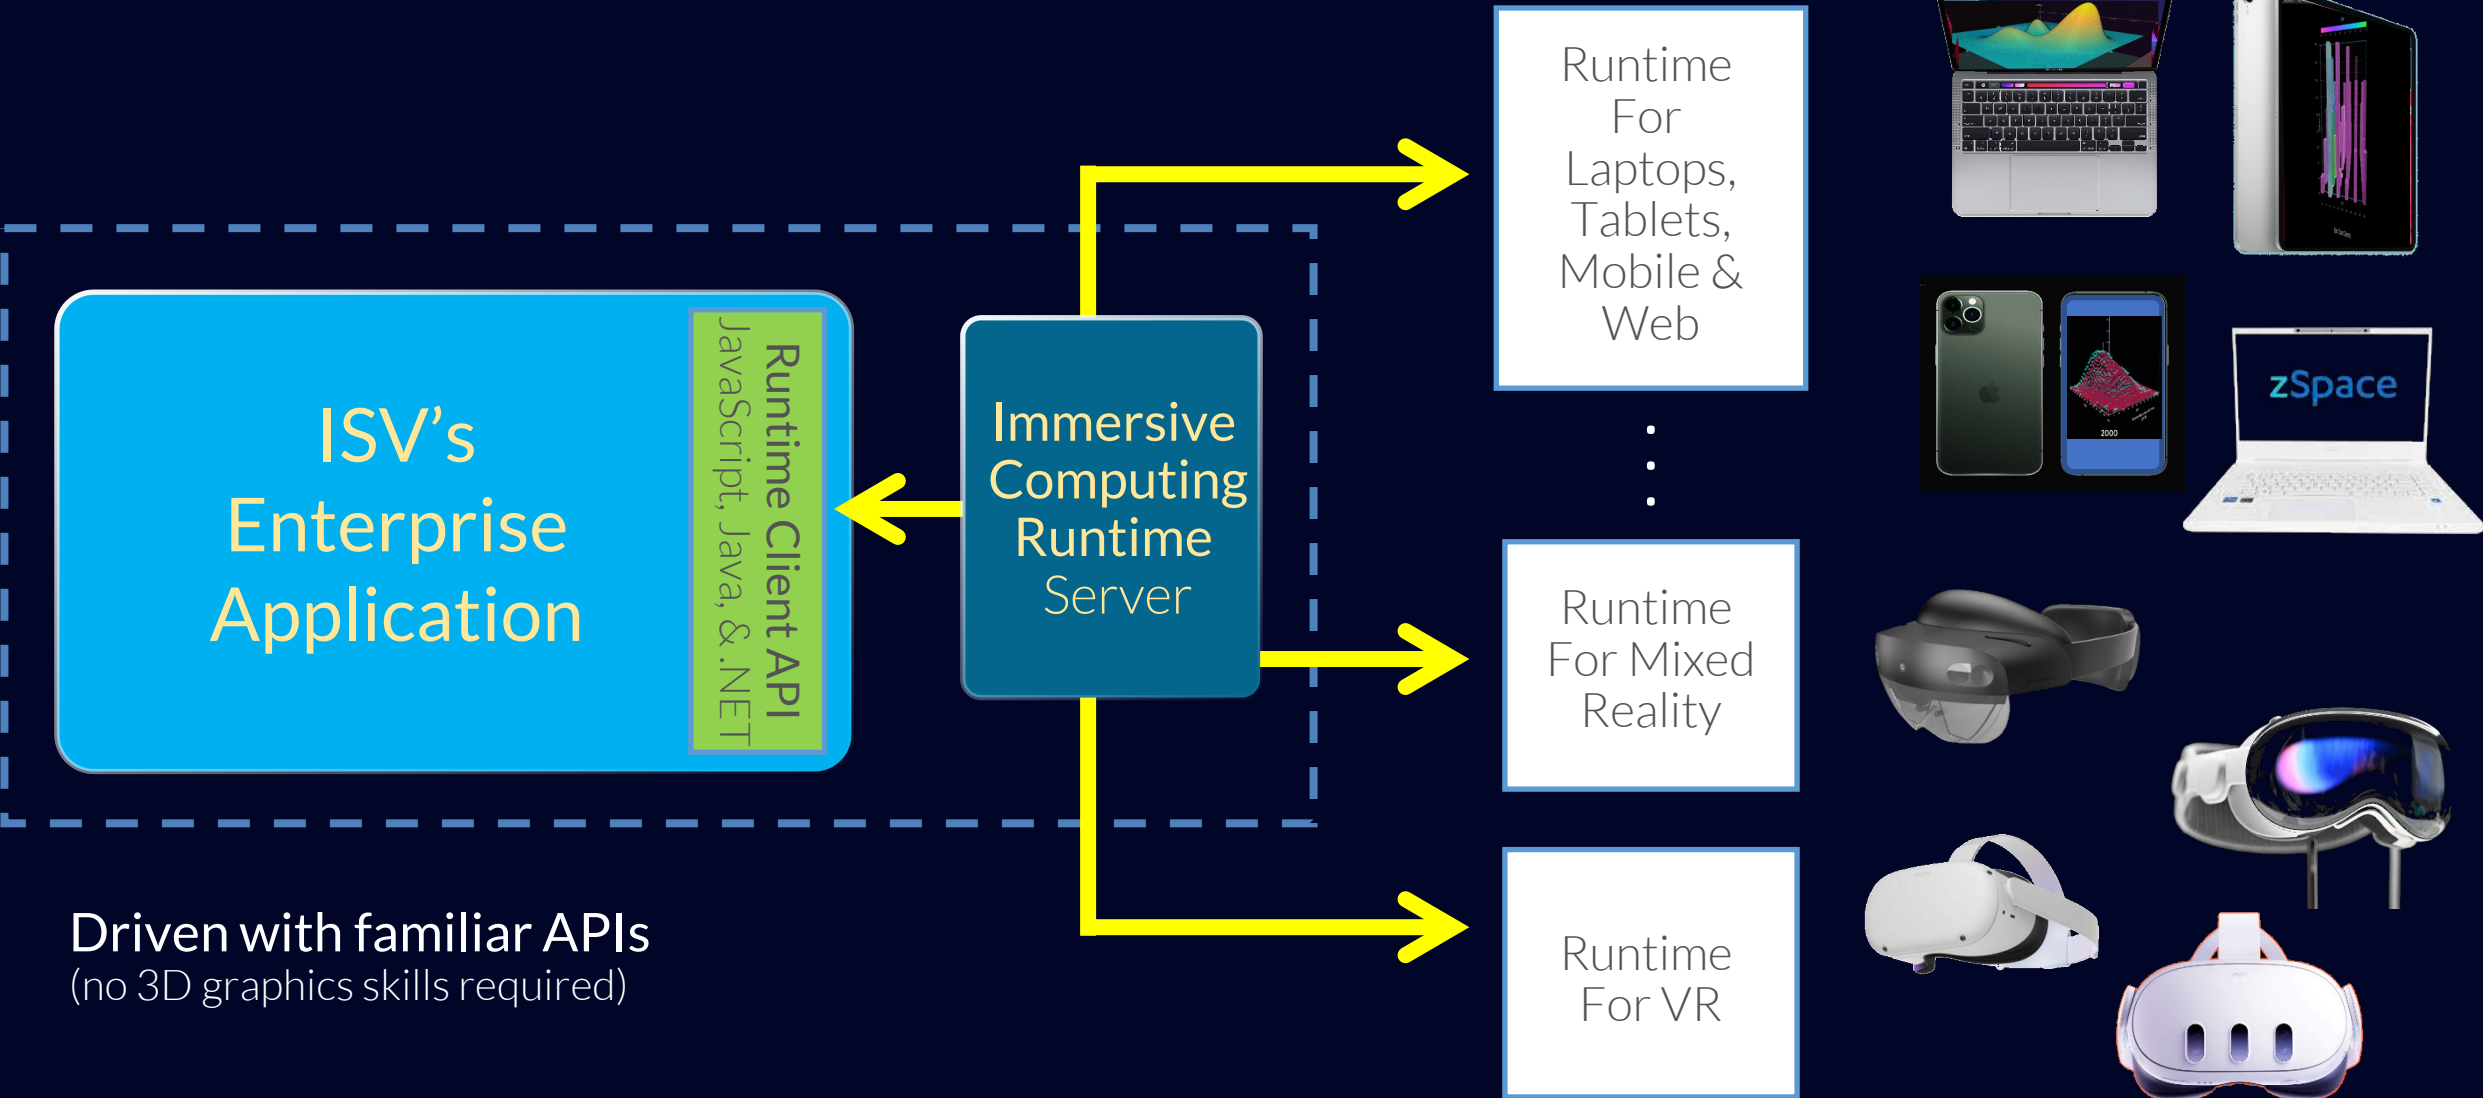 ISV's
Enterprise
Application
Runtime Client API
JavaScript, Java, & .NET
Immersive
Computing
Runtime
Server
Runtime
For
Laptops,
Tablets,
Mobile &
Web
.
.
.
Runtime
For Mixed
Reality
Runtime
For VR
2000
zSpace
Driven with familiar APIs
(no 3D graphics skills required)